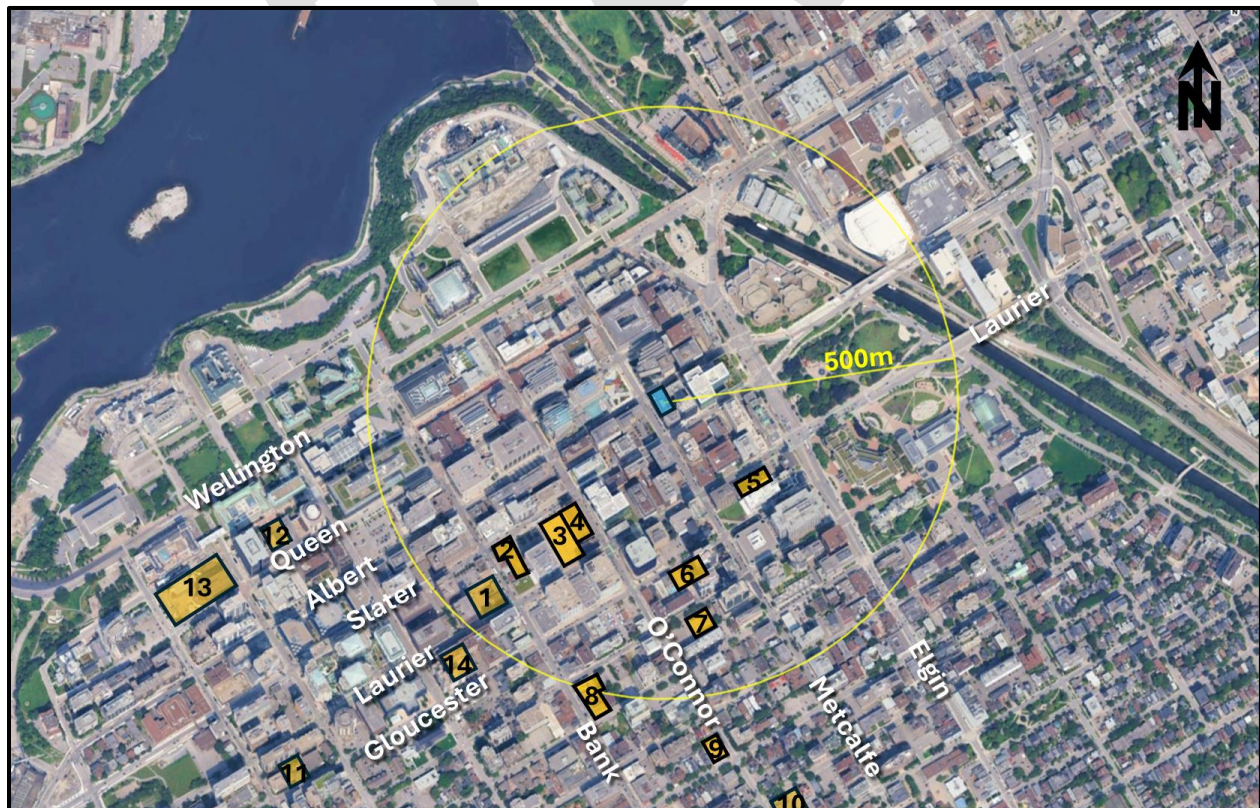 N
500m
Laurier
Wellington
Queen
Albert
Slater
Laurier
Gloucester
O'Connor
Bank
Metcalfe
Elgin
1
2
3
4
5
6
7
8
9
10
11
12
13
14